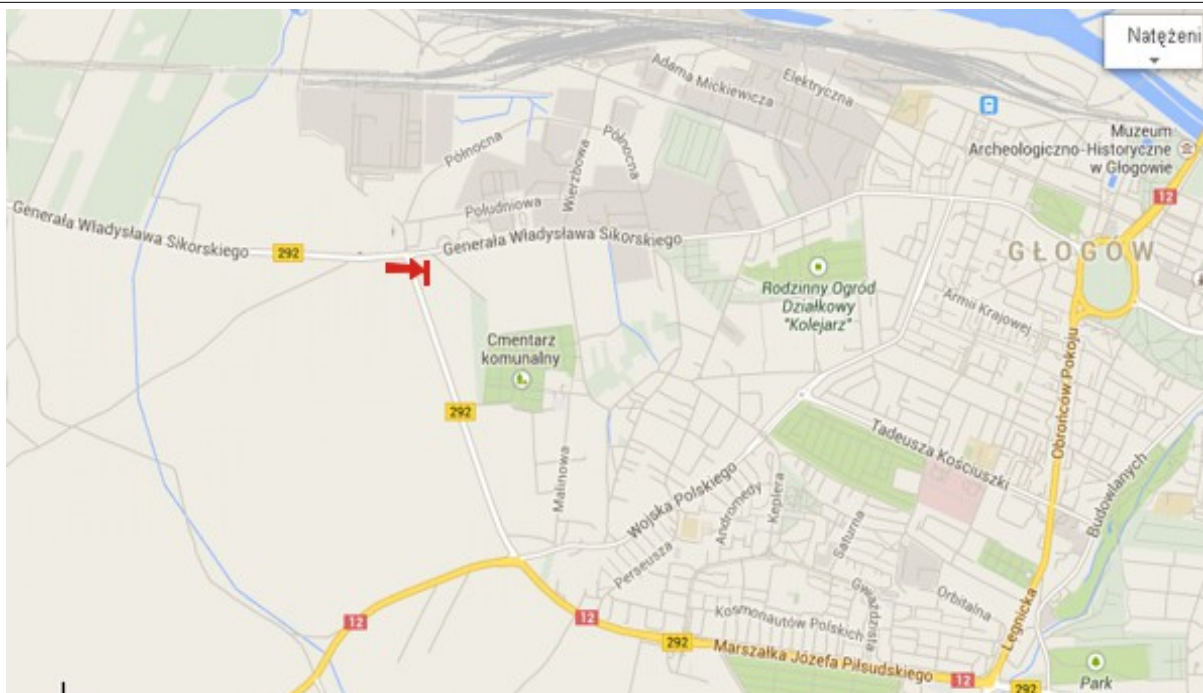 Natężeni
Adama Mickiewicza
Elektryczna
Muzeum
Archeologiczno-Historyczne
w Głogowie
Północna
Wierzbowa
Północna
12
Południowa
Generała Władysława Sikorskiego
292
Generała Władysława Sikorskiego
GŁOGÓW
Rodzinny Ogród
Działkowy
"Kolejarz"
Armii Krajowej
Cmentarz
komunalny
292
Obrońców Pokoju
Tadeusza Kościuszki
Malinowa
Wojska Polskiego
Andromedy
Keplera
Saturna
Budowlanych
Perseusza
Gwiaździsta
Orbitalna
12
12
Kosmonautów Polskich
Legnicka
292
Marszałka Józefa Piłsudskiego
12
292
Park